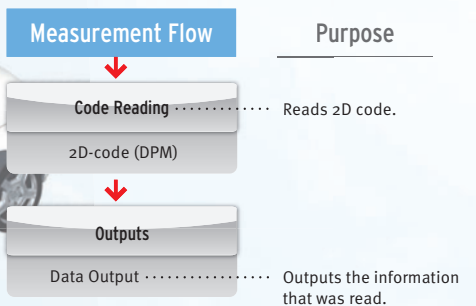 Measurement Flow
Purpose
Code Reading
Reads 2D code.
2D-code (DPM)
Outputs
Data Output
Outputs the information
that was read.